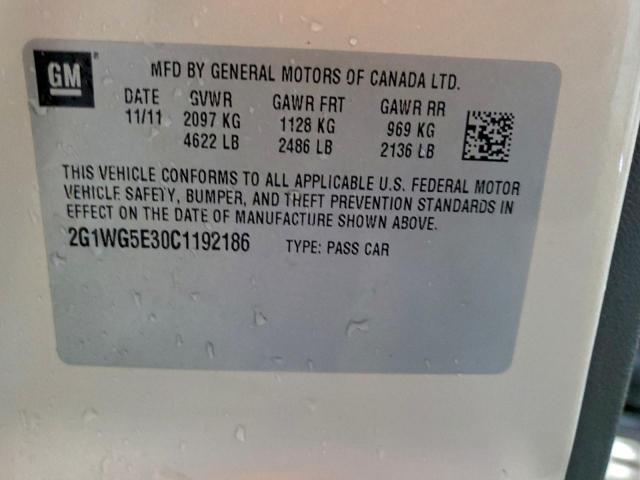 GM
MFD BY GENERAL MOTORS OF CANADA LTD.
DATE GVWR GAWR FRT GAWR RR
11/11 2097 KG 1128 KG 969 KG
4622 LB 2486 LB 2136 LB
THIS VEHICLE CONFORMS TO ALL APPLICABLE U.S. FEDERAL MOTOR
VEHICLE SAFETY, BUMPER, AND THEFT PREVENTION STANDARDS IN
EFFECT ON THE DATE OF MANUFACTURE SHOWN ABOVE.
2G1WG5E30C1192186 TYPE: PASS CAR